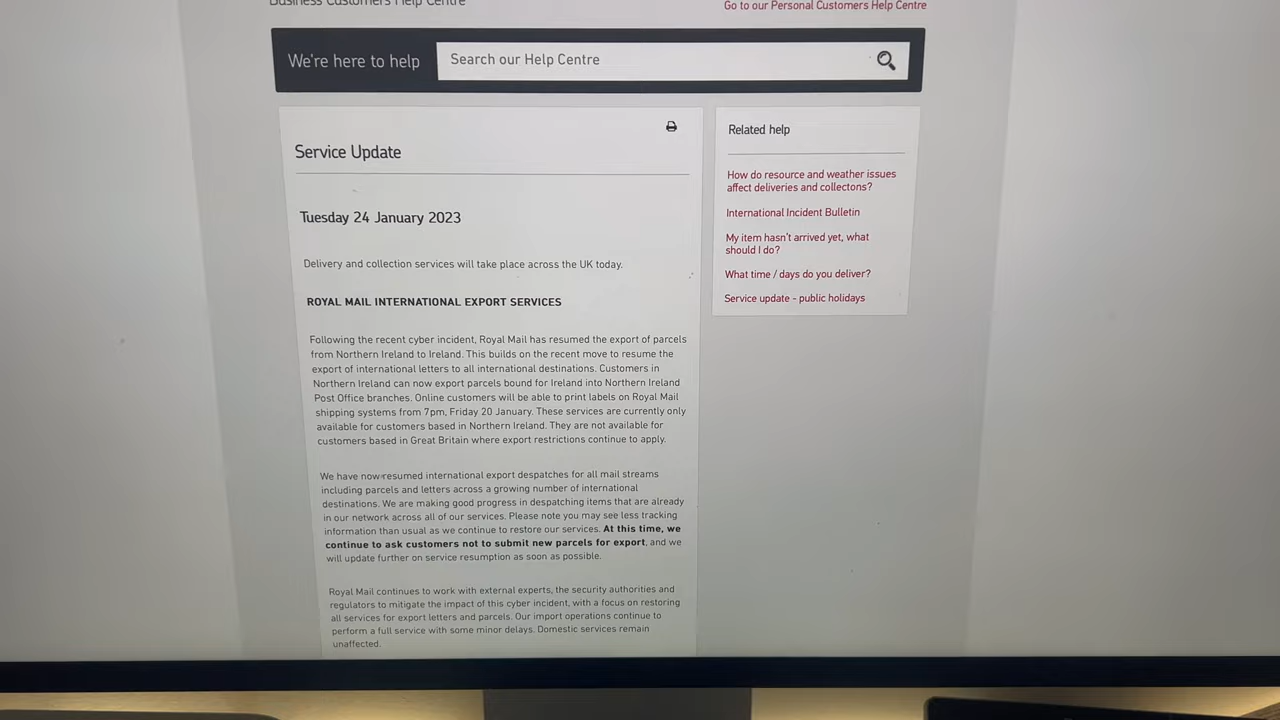 Business Customers Help Centre
Go to our Personal Customers Help Centre
We're here to help
Search our Help Centre
Service Update
Tuesday 24 January 2023
Delivery and collection services will take place across the UK today.
ROYAL MAIL INTERNATIONAL EXPORT SERVICES
Following the recent cyber incident, Royal Mail has resumed the export of parcels
from Northern Ireland to Ireland. This builds on the recent move to resume the
export of international letters to all international destinations. Customers in
Northern Ireland can now export parcels bound for Ireland into Northern Ireland
Post Office branches. Online customers will be able to print labels on Royal Mail
shipping systems from 7pm, Friday 20 January. These services are currently only
available for customers based in Northern Ireland. They are not available for
customers based in Great Britain where export restrictions continue to apply.
We have now resumed international export despatches for all mail streams
including parcels and letters across a growing number of international
destinations. We are making good progress in despatching items that are already
in our network across all of our services. Please note you may see less tracking
information than usual as we continue to restore our services. At this time, we
continue to ask customers not to submit new parcels for export, and we
will update further on service resumption as soon as possible.
Royal Mail continues to work with external experts, the security authorities and
regulators to mitigate the impact of this cyber incident, with a focus on restoring
all services for export letters and parcels. Our import operations continue to
perform a full service with some minor delays. Domestic services remain
unaffected.
Related help
How do resource and weather issues
affect deliveries and collectons?
International Incident Bulletin
My item hasn't arrived yet, what
should I do?
What time / days do you deliver?
Service update - public holidays